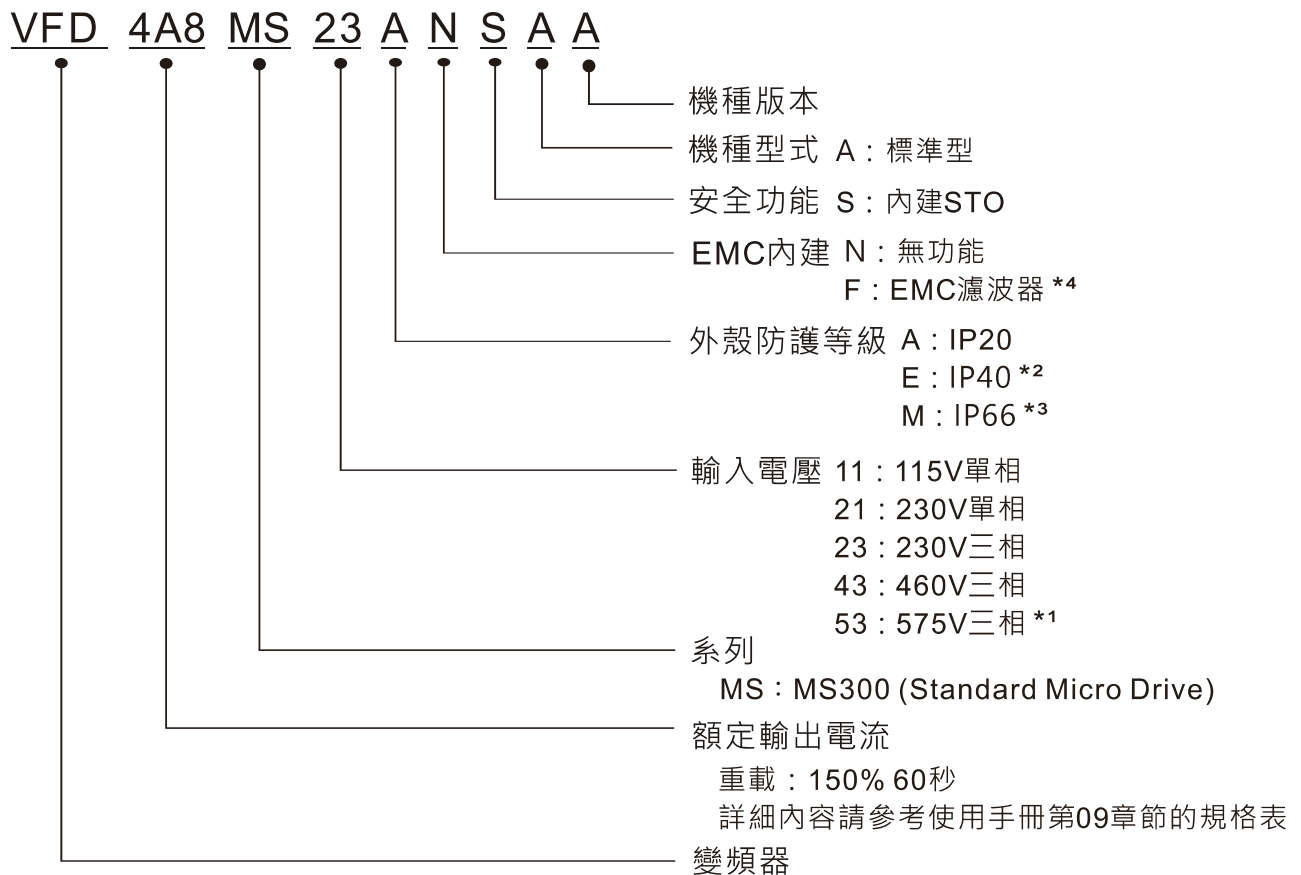 VFD 4A8 MS 23 A N S A A
機種版本
機種型式 A：標準型
安全功能 S：內建STO
EMC內建 N：無功能
F：EMC濾波器 *⁴
外殼防護等級 A：IP20
E：IP40 *²
M：IP66 *³
輸入電壓 11：115V單相
21：230V單相
23：230V三相
43：460V三相
53：575V三相 *¹
系列
MS：MS300 (Standard Micro Drive)
額定輸出電流
重載：150% 60秒
詳細內容請參考使用手冊第09章節的規格表
變頻器